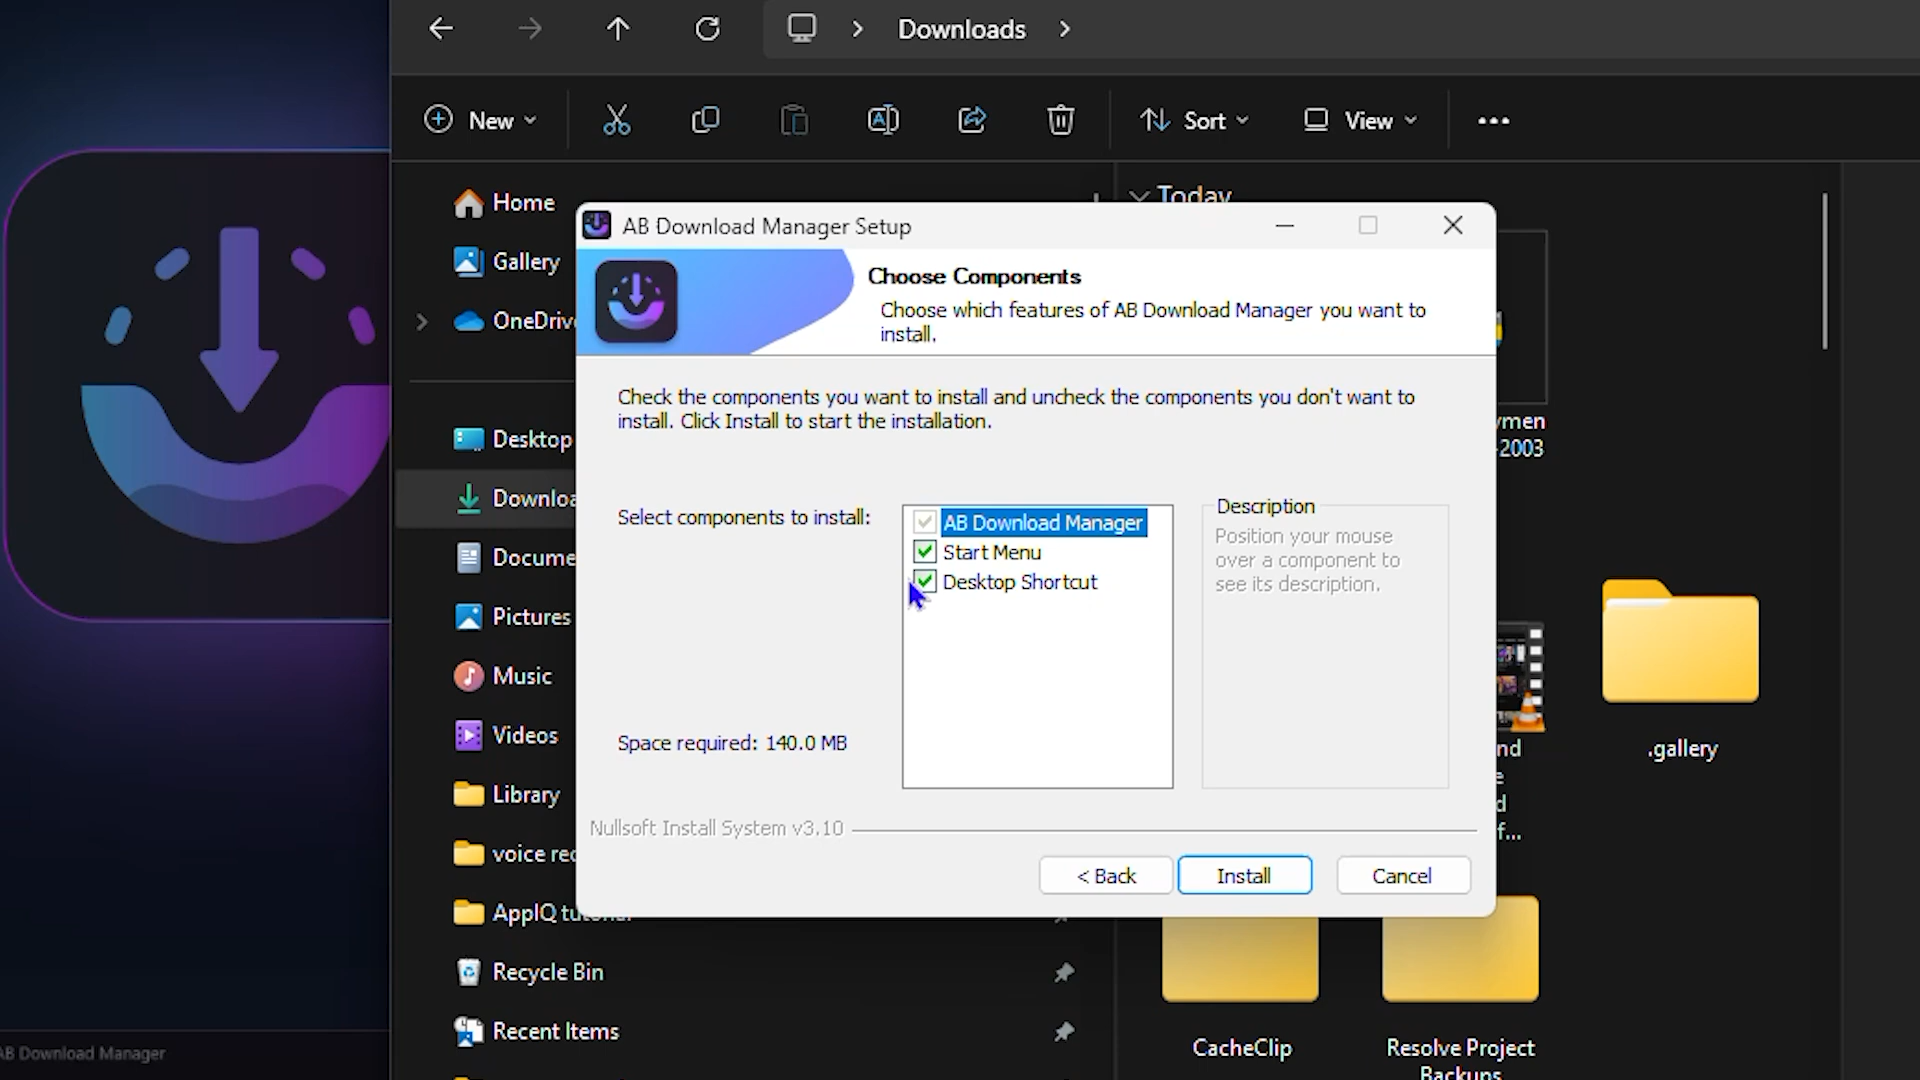 Downloads
New
Sort
View
Home
Gallery
OneDrive
Desktop
Docume
Pictures
Music
Videos
Library
voice rec
AppIQ
Recycle Bin
Recent Items
AB Download Manager
Today
AB Download Manager Setup
Choose Components
Choose which features of AB Download Manager you want to
install.
Check the components you want to install and uncheck the components you don't want to
install. Click Install to start the installation.
Select components to install:
AB Download Manager
Start Menu
Desktop Shortcut
Description
Position your mouse
over a component to
see its description.
Space required: 140.0 MB
Nullsoft Install System v3.10
< Back
Install
Cancel
2003
.gallery
CacheClip
Resolve Project
Backups